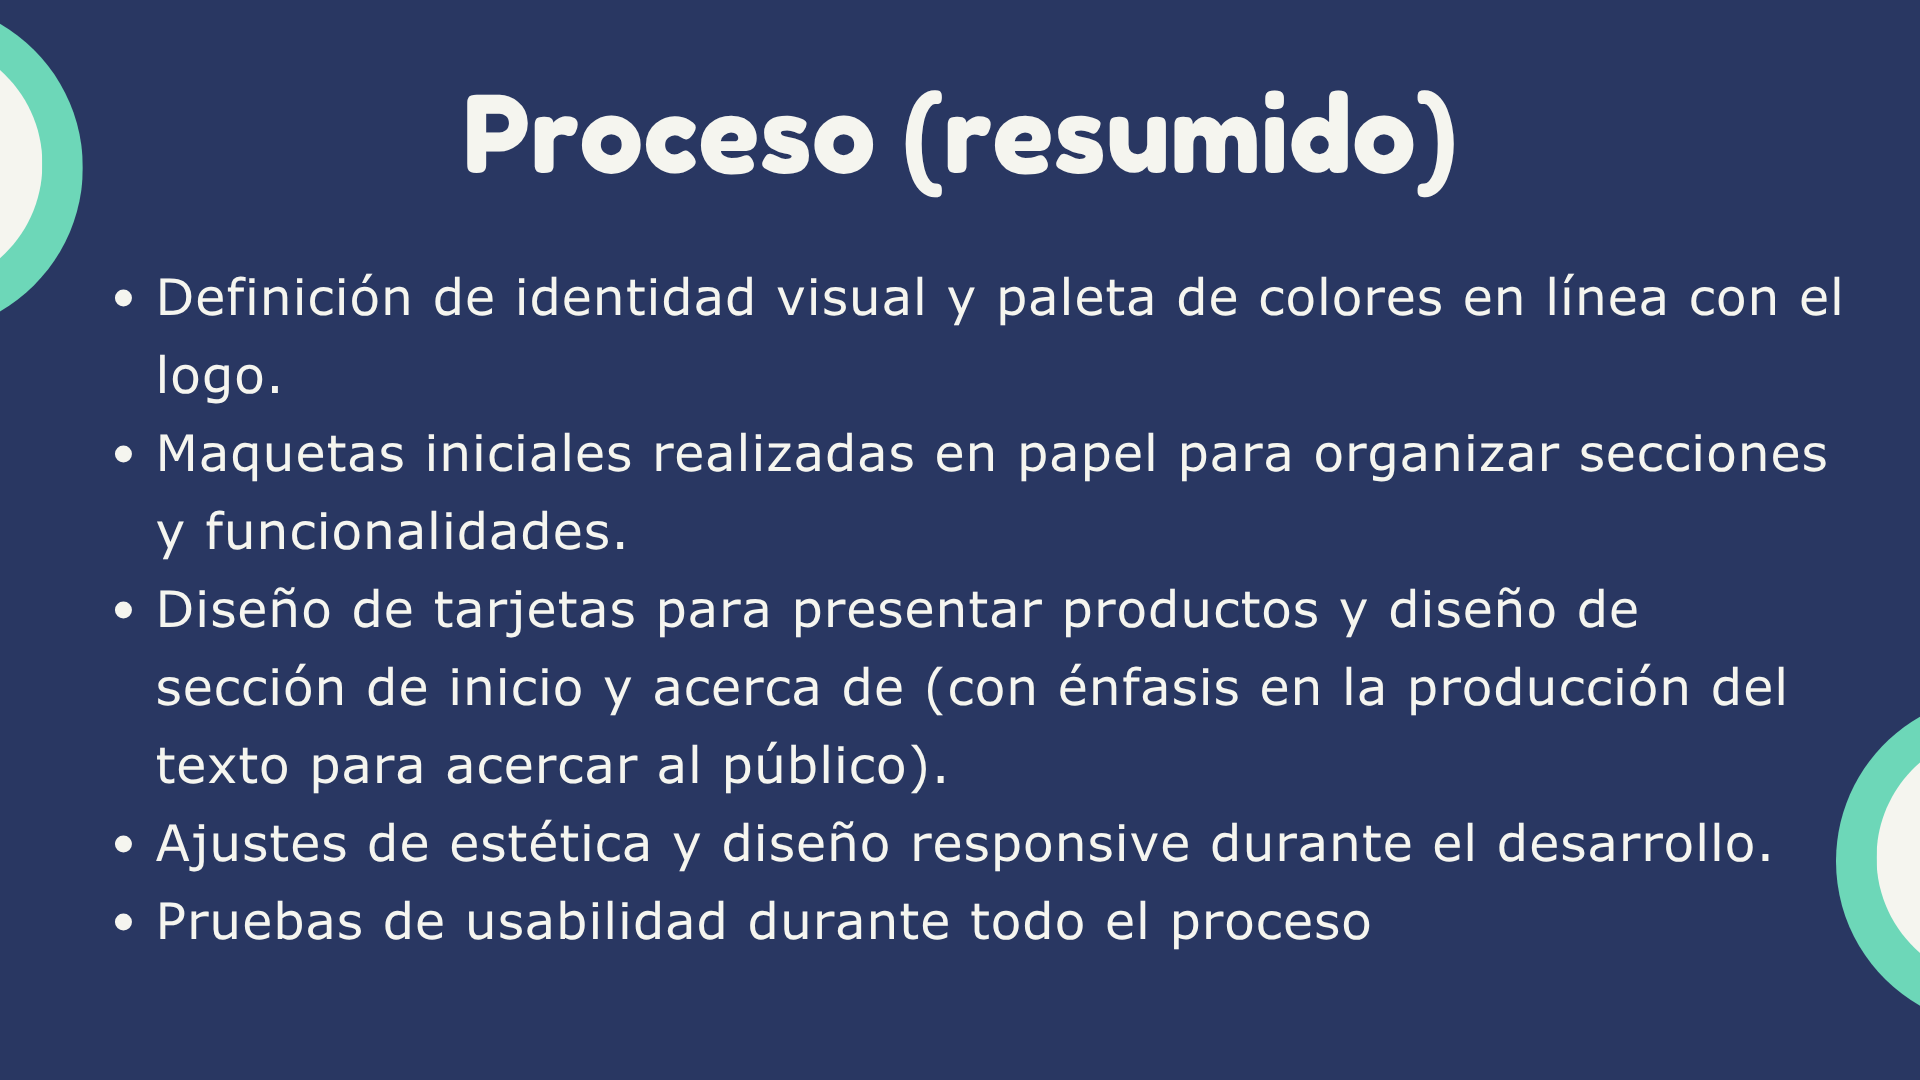 Proceso (resumido)
• Definición de identidad visual y paleta de colores en línea con el
logo.
• Maquetas iniciales realizadas en papel para organizar secciones
y funcionalidades.
• Diseño de tarjetas para presentar productos y diseño de
sección de inicio y acerca de (con énfasis en la producción del
texto para acercar al público).
• Ajustes de estética y diseño responsive durante el desarrollo.
• Pruebas de usabilidad durante todo el proceso